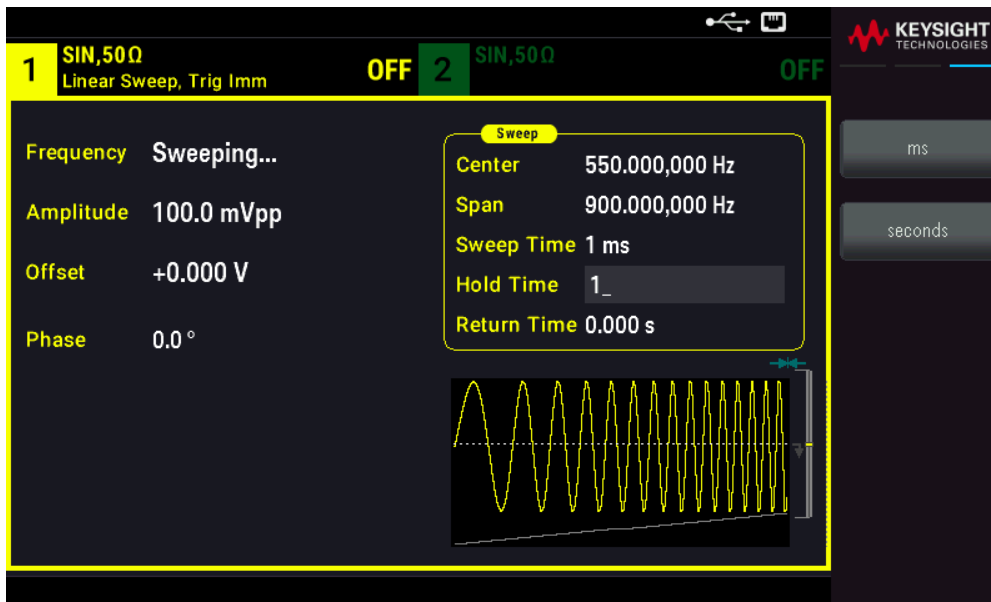 KEYSIGHT
TECHNOLOGIES
1
SIN,50Ω
Linear Sweep, Trig Imm
OFF
2
SIN,50Ω
OFF
Frequency Sweeping...
Amplitude 100.0 mVpp
Offset +0.000 V
Phase 0.0 °
Sweep
Center 550.000,000 Hz
Span 900.000,000 Hz
Sweep Time 1 ms
Hold Time 1_
Return Time 0.000 s
ms
seconds